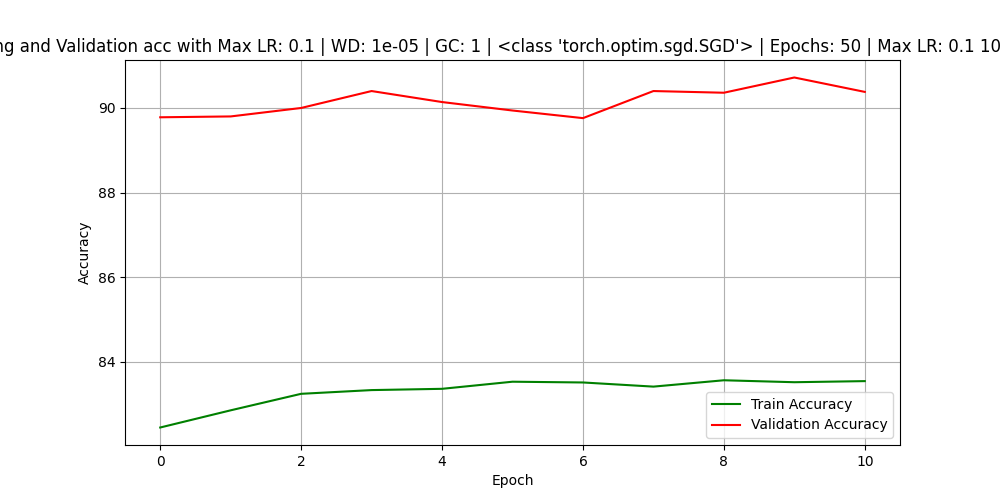 ng and Validation acc with Max LR: 0.1 | WD: 1e-05 | GC: 1 | <class 'torch.optim.sgd.SGD'> | Epochs: 50 | Max LR: 0.1 10
90
88
86
84
Accuracy
0 2 4 6 8 10
Epoch
Train Accuracy
Validation Accuracy